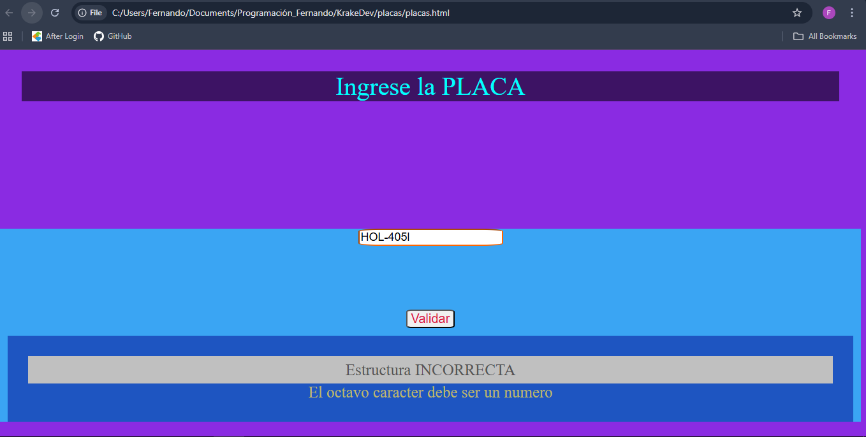 File C:/Users/Fernando/Documents/Programación_Fernando/KrakeDev/placas/placas.html F
After Login GitHub All Bookmarks
Ingrese la PLACA
HOL-405l
Validar
Estructura INCORRECTA
El octavo caracter debe ser un numero